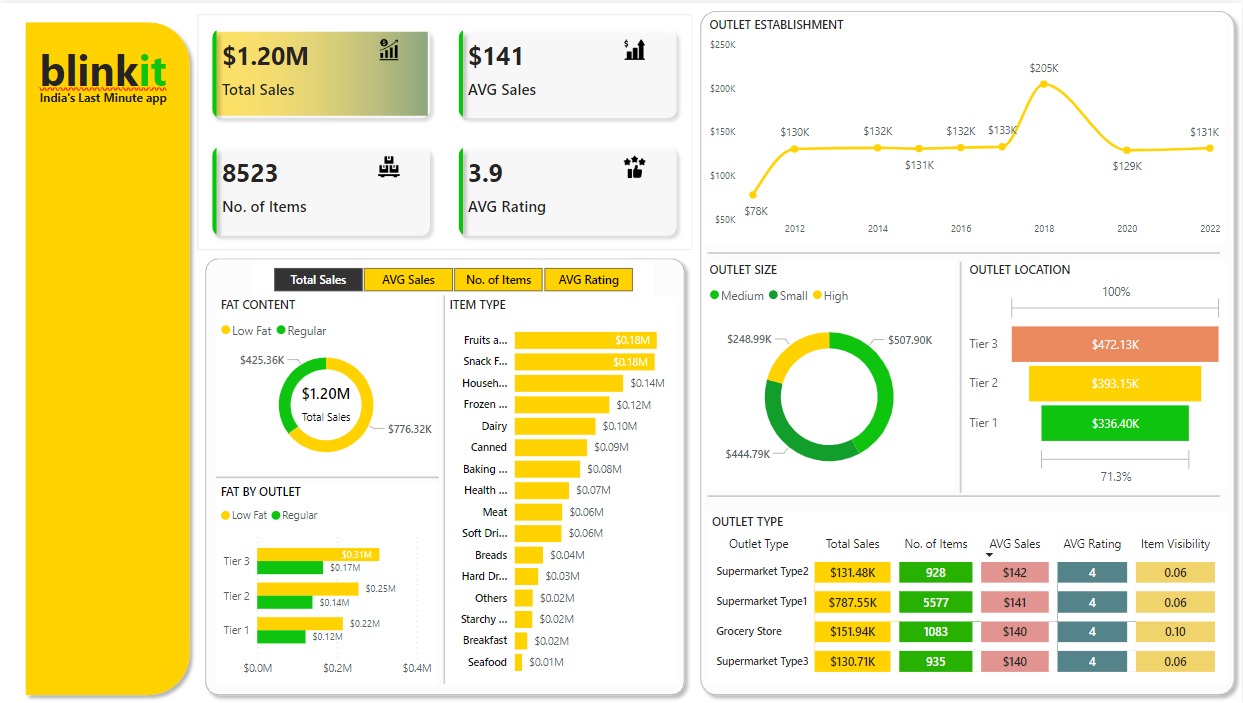 blinkit
India's Last Minute app
$1.20M
Total Sales
$141
AVG Sales
8523
No. of Items
3.9
AVG Rating
Total Sales AVG Sales No. of Items AVG Rating
FAT CONTENT
Low Fat Regular
$425.36K
$1.20M
Total Sales
$776.32K
FAT BY OUTLET
Low Fat Regular
Tier 3 $0.31M
$0.17M
Tier 2 $0.25M
$0.14M
Tier 1 $0.22M
$0.12M
$0.0M $0.2M $0.4M
ITEM TYPE
Fruits a... $0.18M
Snack F... $0.18M
Househ... $0.14M
Frozen ... $0.12M
Dairy $0.10M
Canned $0.09M
Baking ... $0.08M
Health ... $0.07M
Meat $0.06M
Soft Dri... $0.06M
Breads $0.04M
Hard Dr... $0.03M
Others $0.02M
Starchy ... $0.02M
Breakfast $0.02M
Seafood $0.01M
OUTLET ESTABLISHMENT
$250K
$200K
$150K
$100K
$50K
$78K
$130K
$132K
$131K
$132K
$133K
$205K
$129K
$131K
2012 2014 2016 2018 2020 2022
OUTLET SIZE
Medium Small High
$248.99K
$507.90K
$444.79K
OUTLET LOCATION
100%
Tier 3 $472.13K
Tier 2 $393.15K
Tier 1 $336.40K
71.3%
OUTLET TYPE
Outlet Type Total Sales No. of Items AVG Sales AVG Rating Item Visibility
Supermarket Type2 $131.48K 928 $142 4 0.06
Supermarket Type1 $787.55K 5577 $141 4 0.06
Grocery Store $151.94K 1083 $140 4 0.10
Supermarket Type3 $130.71K 935 $140 4 0.06